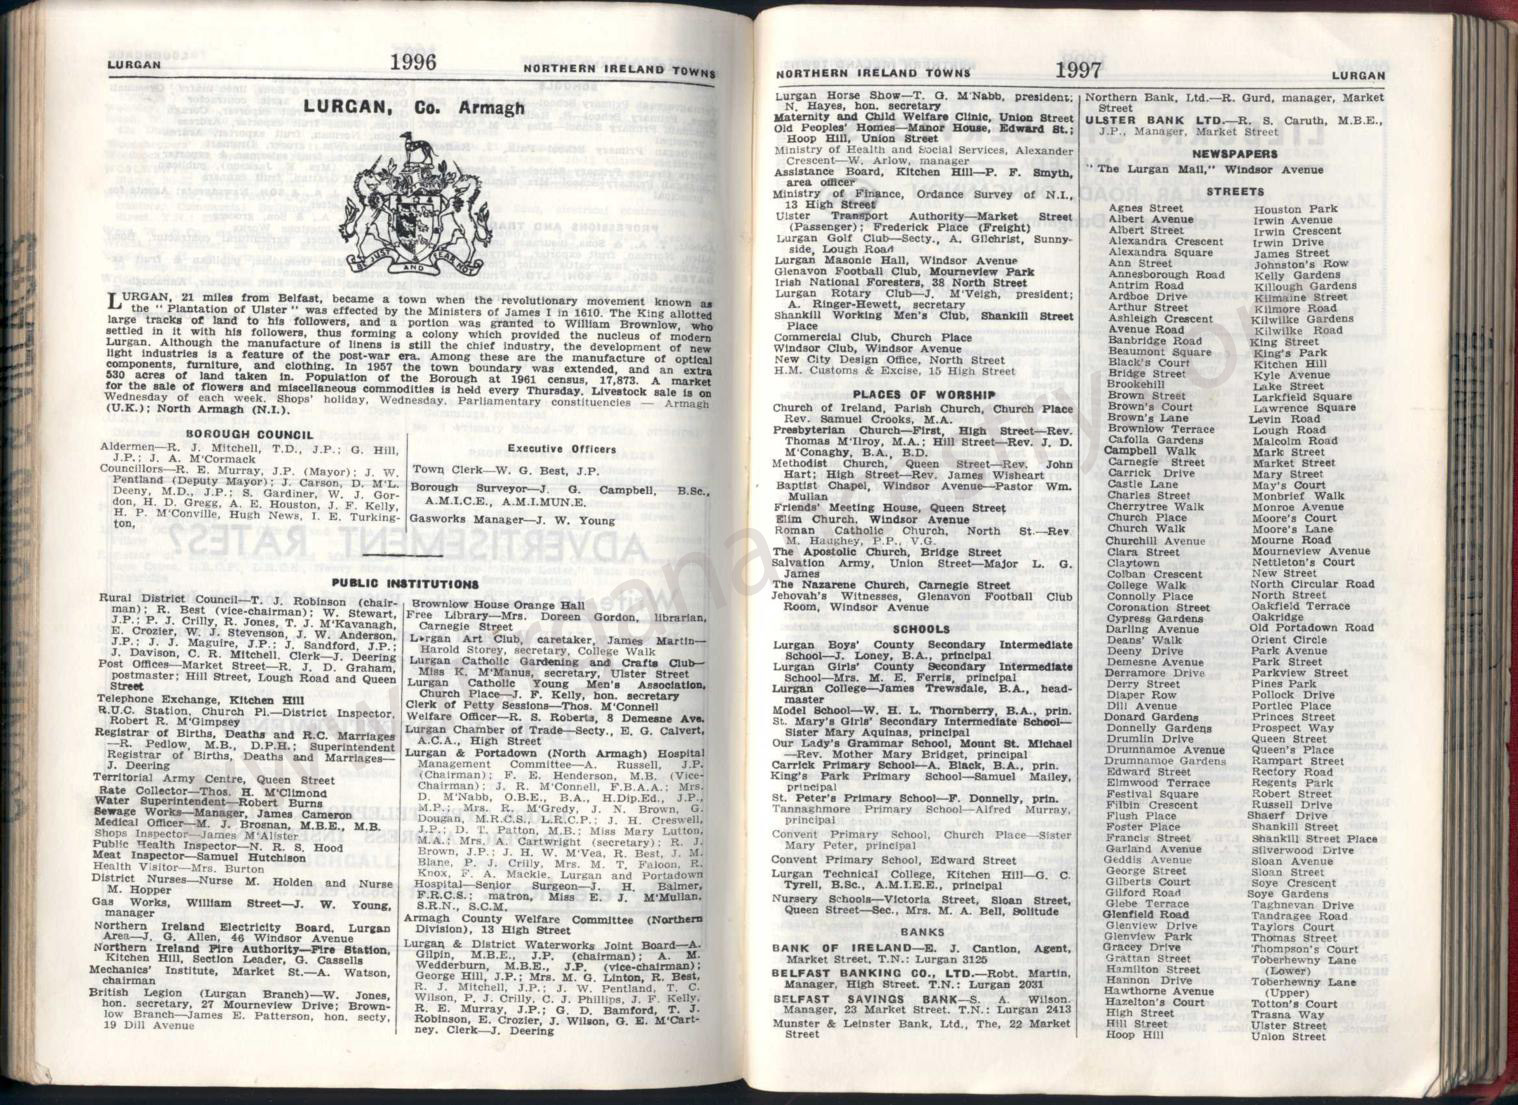 LURGAN
1996
NORTHERN IRELAND TOWNS
LURGAN, Co. Armagh
BE JUST AND FEAR NOT
LURGAN, 21 miles from Belfast, became a town when the revolutionary movement known as
the "Plantation of Ulster" was effected by the Ministers of James I in 1610. The King allotted
large tracks of land to his followers, and a portion was granted to William Brownlow, who
settled in it with his followers, thus forming a colony which provided the nucleus of modern
Lurgan. Although the manufacture of linens is still the chief industry, the development of new
light industries is a feature of the post-war era. Among these are the manufacture of optical
components, furniture, and clothing. In 1957 the town boundary was extended, and an extra
530 acres of land taken in. Population of the Borough at 1961 census, 17,873. A market
for the sale of flowers and miscellaneous commodities is held every Thursday. Livestock sale is on
Wednesday of each week. Shops' holiday, Wednesday. Parliamentary constituencies — Armagh
(U.K.); North Armagh (N.I.).
BOROUGH COUNCIL
Aldermen—R. J. Mitchell, T.D., J.P.; G. Hill,
J.P.; J. A. M'Cormack
Councillors—R. E. Murray, J.P. (Mayor); J. W.
Pentland (Deputy Mayor); J. Carson, D. M'L.
Deeny, M.D., J.P.; S. Gardiner, W. J. Gor-
don, H. D. Gregg, A. E. Houston, J. F. Kelly,
H. P. M'Conville, Hugh News, I. E. Turking-
ton,
Executive Officers
Town Clerk—W. G. Best, J.P.
Borough Surveyor—J. G. Campbell, B.Sc.,
A.M.I.C.E., A.M.I.MUN.E.
Gasworks Manager—J. W. Young
PUBLIC INSTITUTIONS
Rural District Council—T. J. Robinson (chair-
man); R. Best (vice-chairman); W. Stewart,
J.P.; P. J. Crilly, R. Jones, T. J. M'Kavanagh,
E. Crozier, W. J. Stevenson, J. W. Anderson,
J.P.; J. J. Maguire, J.P.; J. Sandford, J.P.;
J. Davison, C. R. Mitchell. Clerk—J. Deering
Post Offices—Market Street—R. J. D. Graham,
postmaster; Hill Street, Lough Road and Queen
Street
Telephone Exchange, Kitchen Hill
R.U.C. Station, Church Pl.—District Inspector,
Robert R. M'Gimpsey
Registrar of Births, Deaths and R.C. Marriages
—R. Pedlow, M.B., D.P.H.; Superintendent
Registrar of Births, Deaths and Marriages—
J. Deering
Territorial Army Centre, Queen Street
Rate Collector—Thos. H. M'Climond
Water Superintendent—Robert Burns
Sewage Works—Manager, James Cameron
Medical Officer—M. J. Brosnan, M.B.E., M.B.
Shops Inspector—James M'Alister
Public Health Inspector—N. R. S. Hood
Meat Inspector—Samuel Hutchison
Health Visitor—Mrs. Burton
District Nurses—Nurse M. Holden and Nurse
M. Hopper
Gas Works, William Street—J. W. Young,
manager
Northern Ireland Electricity Board, Lurgan
Area—J. G. Allen, 46 Windsor Avenue
Northern Ireland Fire Authority—Fire Station,
Kitchen Hill, Section Leader, G. Cassells
Mechanics' Institute, Market St.—A. Watson,
chairman
British Legion (Lurgan Branch)—W. Jones,
hon. secretary, 27 Mourneview Drive; Brown-
low Branch—James E. Patterson, hon. secty,
19 Dill Avenue
Brownlow House Orange Hall
Free Library—Mrs. Doreen Gordon, librarian,
Carnegie Street
Lurgan Art Club, caretaker, James Martin—
Harold Storey, secretary, College Walk
Lurgan Catholic Gardening and Crafts Club—
Miss K. M'Manus, secretary, Ulster Street
Lurgan Catholic Young Men's Association,
Church Place—J. F. Kelly, hon. secretary
Clerk of Petty Sessions—Thos. M'Connell
Welfare Officer—R. S. Roberts, 8 Demesne Ave.
Lurgan Chamber of Trade—Secty., E. G. Calvert,
A.C.A., High Street
Lurgan & Portadown (North Armagh) Hospital
Management Committee—A. Russell, J.P.
(Chairman); F. E. Henderson, M.B. (Vice-
Chairman); J. R. M'Connell, F.B.A.A.; Mrs.
D. M'Nabb, O.B.E., B.A., H.Dip.Ed., J.P.,
M.P.; Mrs. R. M'Gredy, J. N. Brown, G.
Dougan, M.R.C.S., L.R.C.P.; J. H. Creswell,
J.P.; D. T. Patton, M.B.; Miss Mary Lutton,
M.A.; Mrs. A. Cartwright (secretary); R. J.
Brown, J.P.; J. H. W. M'Vea, R. Best, J. M.
Blane, P. J. Crilly, Mrs. M. T. Faloon, R.
Knox, F. A. Mackie. Lurgan and Portadown
Hospital—Senior Surgeon—J. H. Balmer,
F.R.C.S.; matron, Miss E. J. M'Mullan,
S.R.N., S.C.M.
Armagh County Welfare Committee (Northern
Division), 13 High Street
Lurgan & District Waterworks Joint Board—A.
Gilpin, M.B.E., J.P. (chairman); A. M.
Wedderburn, M.B.E., J.P. (vice-chairman);
George Hill, J.P.; Mrs. M. G. Linton, R. Best,
R. J. Mitchell, J.P.; J. W. Pentland, T. C.
Wilson, P. J. Crilly, C. J. Phillips, J. F. Kelly,
R. E. Murray, J.P.; G. D. Bamford, T. J.
Robinson, E. Crozier, J. Wilson, G. E. M'Cart-
ney. Clerk—J. Deering
NORTHERN IRELAND TOWNS
1997
LURGAN
Lurgan Horse Show—T. G. M'Nabb, president;
N. Hayes, hon. secretary
Maternity and Child Welfare Clinic, Union Street
Old Peoples' Homes—Manor House, Edward St.;
Hoop Hill, Union Street
Ministry of Health and Social Services, Alexander
Crescent—W. Arlow, manager
Assistance Board, Kitchen Hill—P. F. Smyth,
area officer
Ministry of Finance, Ordance Survey of N.I.,
13 High Street
Ulster Transport Authority—Market Street
(Passenger); Frederick Place (Freight)
Lurgan Golf Club—Secty., A. Gilchrist, Sunny-
side, Lough Road
Lurgan Masonic Hall, Windsor Avenue
Glenavon Football Club, Mourneview Park
Irish National Foresters, 38 North Street
Lurgan Rotary Club—J. M'Veigh, president;
A. Ringer-Hewett, secretary
Shankill Working Men's Club, Shankill Street
Place
Commercial Club, Church Place
Windsor Club, Windsor Avenue
New City Design Office, North Street
H.M. Customs & Excise, 15 High Street
PLACES OF WORSHIP
Church of Ireland, Parish Church, Church Place
Rev. Samuel Crooks, M.A.
Presbyterian Church—First, High Street—Rev.
Thomas M'Ilroy, M.A.; Hill Street—Rev. J. D.
M'Conaghy, B.A., B.D.
Methodist Church, Queen Street—Rev. John
Hart; High Street—Rev. James Wisheart
Baptist Chapel, Windsor Avenue—Pastor Wm.
Mullan
Friends' Meeting House, Queen Street
Elim Church, Windsor Avenue
Roman Catholic Church, North St.—Rev
M. Haughey, P.P., V.G.
The Apostolic Church, Bridge Street
Salvation Army, Union Street—Major L. G.
James
The Nazarene Church, Carnegie Street
Jehovah's Witnesses, Glenavon Football Club
Room, Windsor Avenue
SCHOOLS
Lurgan Boys' County Secondary Intermediate
School—J. Loney, B.A., principal
Lurgan Girls' County Secondary Intermediate
School—Mrs. M. E. Ferris, principal
Lurgan College—James Trewsdale, B.A., head-
master
Model School—W. H. L. Thornberry, B.A., prin.
St. Mary's Girls' Secondary Intermediate School—
Sister Mary Aquinas, principal
Our Lady's Grammar School, Mount St. Michael
—Rev. Mother Mary Bridget, principal
Carrick Primary School—A. Black, B.A., prin.
King's Park Primary School—Samuel Mailey,
principal
St. Peter's Primary School—F. Donnelly, prin.
Tannaghmore Primary School—Alfred Murray,
principal
Convent Primary School, Church Place—Sister
Mary Peter, principal
Convent Primary School, Edward Street
Lurgan Technical College, Kitchen Hill—G. C.
Tyrell, B.Sc., A.M.I.E.E., principal
Nursery Schools—Victoria Street, Sloan Street,
Queen Street—Sec., Mrs. M. A. Bell, Solitude
BANKS
BANK OF IRELAND—E. J. Cantlon, Agent,
Market Street, T.N.: Lurgan 3125
BELFAST BANKING CO., LTD.—Robt. Martin,
Manager, High Street. T.N.: Lurgan 2031
BELFAST SAVINGS BANK—S. A. Wilson.
Manager, 23 Market Street. T.N.: Lurgan 2413
Munster & Leinster Bank, Ltd., The, 22 Market
Street
Northern Bank, Ltd.—R. Gurd, manager, Market
Street
ULSTER BANK LTD.—R. S. Caruth, M.B.E.,
J.P., Manager, Market Street
NEWSPAPERS
"The Lurgan Mail," Windsor Avenue
STREETS
Agnes Street
Albert Avenue
Albert Street
Alexandra Crescent
Alexandra Square
Ann Street
Annesborough Road
Antrim Road
Ardboe Drive
Arthur Street
Ashleigh Crescent
Avenue Road
Banbridge Road
Beaumont Square
Black's Court
Bridge Street
Brookehill
Brown Street
Brown's Court
Brown's Lane
Brownlow Terrace
Cafolla Gardens
Campbell Walk
Carnegie Street
Carrick Drive
Castle Lane
Charles Street
Cherrytree Walk
Church Place
Church Walk
Churchill Avenue
Clara Street
Claytown
Colban Crescent
College Walk
Connolly Place
Coronation Street
Cypress Gardens
Darling Avenue
Deans' Walk
Deeny Drive
Demesne Avenue
Derramore Drive
Derry Street
Diaper Row
Dill Avenue
Donard Gardens
Donnelly Gardens
Drumlin Drive
Drumnamoe Avenue
Drumnamoe Gardens
Edward Street
Elmwood Terrace
Festival Square
Filbin Crescent
Flush Place
Foster Place
Francis Street
Garland Avenue
Geddis Avenue
George Street
Gilberts Court
Gilford Road
Glebe Terrace
Glenfield Road
Glenview Drive
Glenview Park
Gracey Drive
Grattan Street
Hamilton Street
Hannon Drive
Hawthorne Avenue
Hazelton's Court
High Street
Hill Street
Hoop Hill
Houston Park
Irwin Avenue
Irwin Crescent
Irwin Drive
James Street
Johnston's Row
Kelly Gardens
Killough Gardens
Kilmaine Street
Kilmore Road
Kilwilke Gardens
Kilwilke Road
King Street
King's Park
Kitchen Hill
Kyle Avenue
Lake Street
Larkfield Square
Lawrence Square
Levin Road
Lough Road
Malcolm Road
Mark Street
Market Street
Mary Street
May's Court
Monbrief Walk
Monroe Avenue
Moore's Court
Moore's Lane
Mourne Road
Mourneview Avenue
Nettleton's Court
New Street
North Circular Road
North Street
Oakfield Terrace
Oakridge
Old Portadown Road
Orient Circle
Park Avenue
Park Street
Parkview Street
Pines Park
Pollock Drive
Portlec Place
Princes Street
Prospect Way
Queen Street
Queen's Place
Rampart Street
Rectory Road
Regents Park
Robert Street
Russell Drive
Shaerf Drive
Shankill Street
Shankill Street Place
Silverwood Drive
Sloan Avenue
Sloan Street
Soye Crescent
Soye Gardens
Taghnevan Drive
Tandragee Road
Taylors Court
Thomas Street
Thompson's Court
Toberhewny Lane
(Lower)
Toberhewny Lane
(Upper)
Totton's Court
Trasna Way
Ulster Street
Union Street